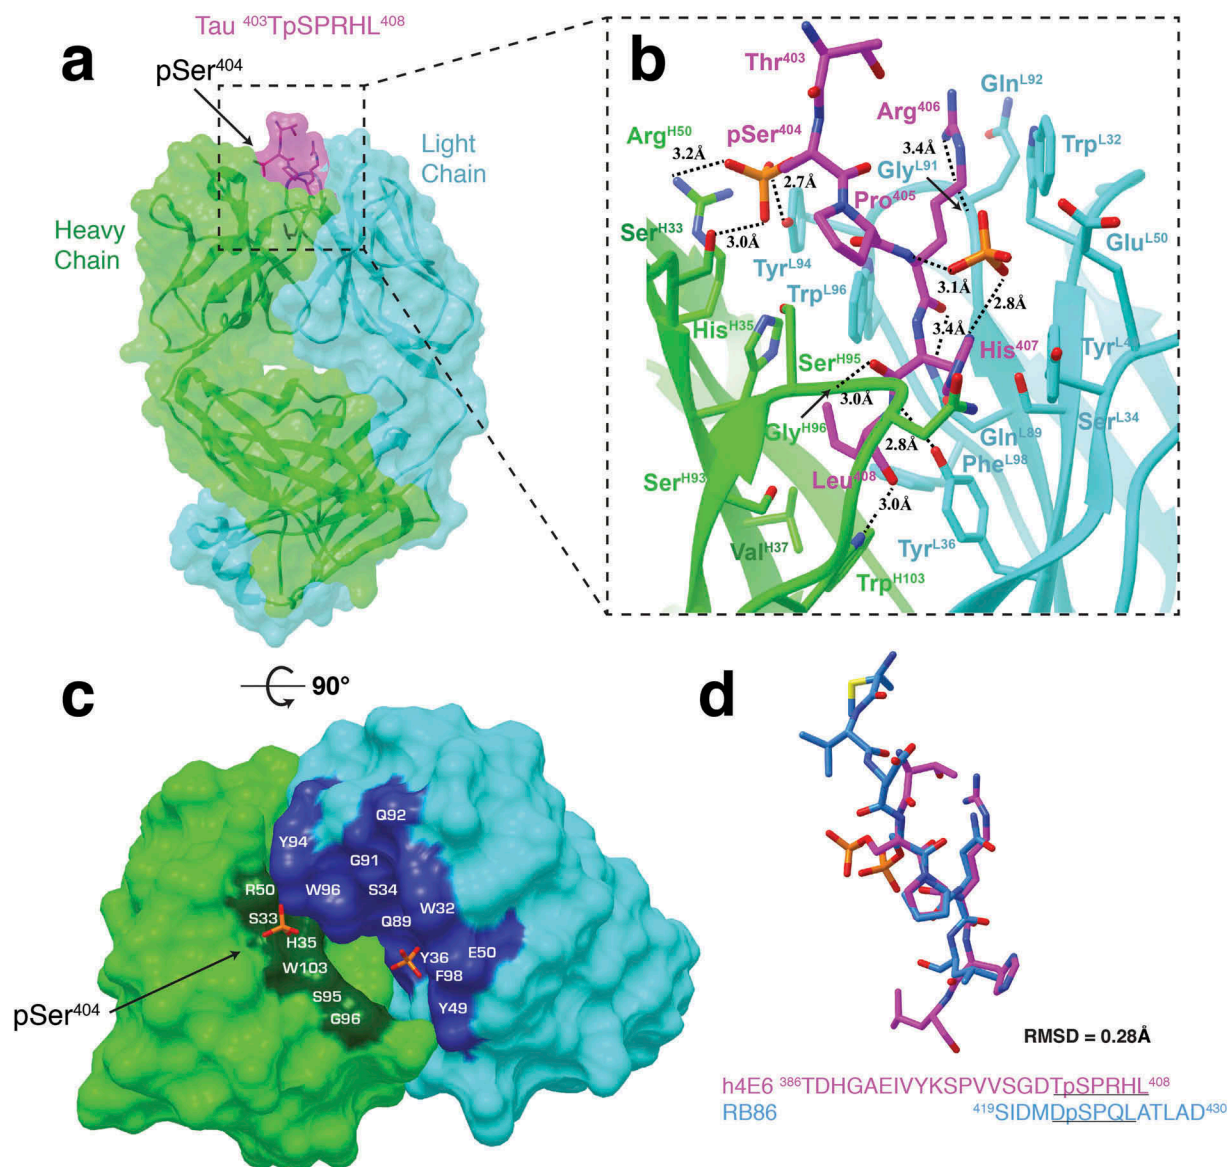 Tau ⁴⁰³TpSPRHL⁴⁰⁸
a
pSer⁴⁰⁴
Light
Chain
Heavy
Chain
b
Thr⁴⁰³
Gln^L92
Arg⁴⁰⁶
Arg^H50
pSer⁴⁰⁴
Trp^L32
3.2Å
3.4Å
Gly^L91
2.7Å
Pro⁴⁰⁵
Ser^H33
3.0Å
Glu^L50
Tyr^L94
Trp^L96
3.1Å
2.8Å
His^H35
3.4Å
His⁴⁰⁷
Tyr^L4
Ser^H95
3.0Å
Gly^H96
Ser^L34
Gln^L89
2.8Å
Phe^L98
Ser^H93
Leu⁴⁰⁸
3.0Å
Val^H37
Tyr^L36
Trp^H103
c
90°
Q92
Y94
G91
R50
W96
S34
W32
S33
Q89
H35
Y36
E50
W103
F98
S95
Y49
G96
pSer⁴⁰⁴
d
RMSD = 0.28Å
h4E6 ³⁸⁶TDHGAEIVYKSPVVSGDTpSPRHL⁴⁰⁸
RB86 ⁴¹⁹SIDMDpSPQLATLAD⁴³⁰